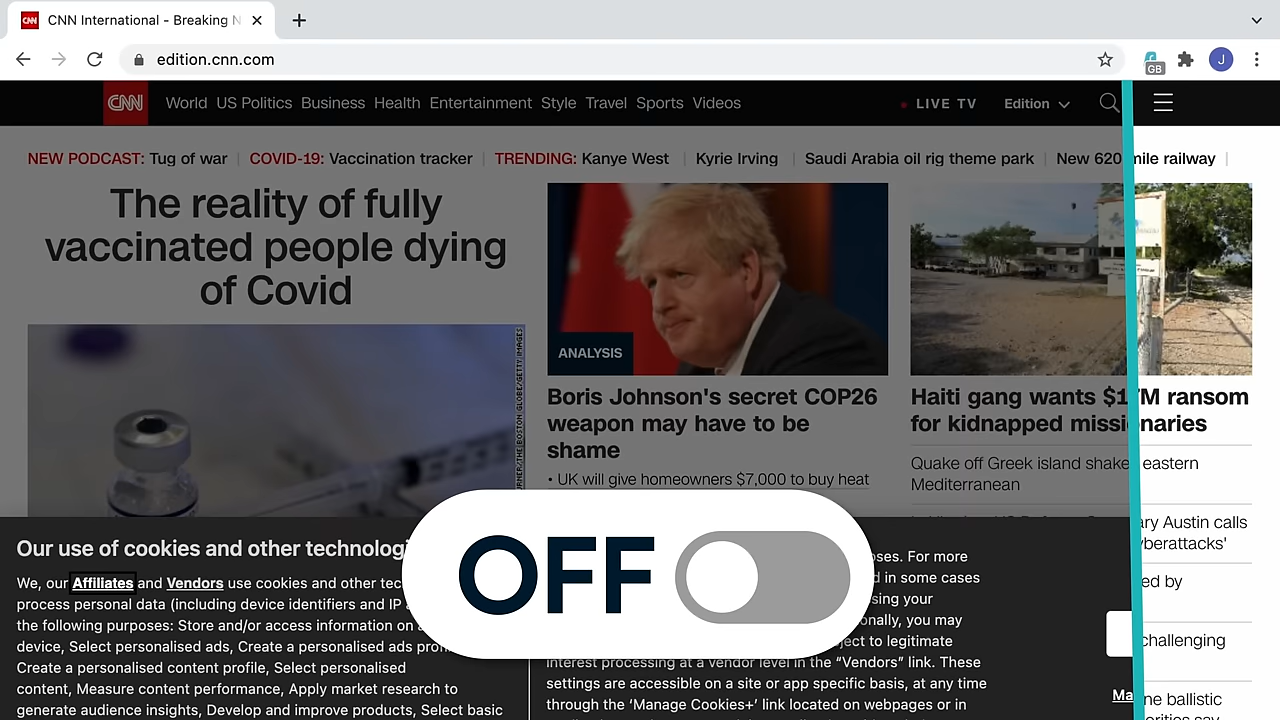 CNN International - Breaking N
edition.cnn.com
GB
J
CNN
World US Politics Business Health Entertainment Style Travel Sports Videos
LIVE TV
Edition
NEW PODCAST: Tug of war
COVID-19: Vaccination tracker
TRENDING: Kanye West
Kyrie Irving
Saudi Arabia oil rig theme park
New 620 mile railway
The reality of fully
vaccinated people dying
of Covid
ANALYSIS
Boris Johnson's secret COP26
weapon may have to be
shame
• UK will give homeowners $7,000 to buy heat
Haiti gang wants $17M ransom
for kidnapped missionaries
Quake off Greek island shakes eastern
Mediterranean
ary Austin calls
yberattacks'
ed by
challenging
ne ballistic
Our use of cookies and other technologi
We, our Affiliates and Vendors use cookies and other tec
process personal data (including device identifiers and IP
the following purposes: Store and/or access information on
device, Select personalised ads, Create a personalised ads
Create a personalised content profile, Select personalised
content, Measure content performance, Apply market research to
generate audience insights, Develop and improve products, Select basic
OFF
oses. For more
d in some cases
sing your
onally, you may
ject to legitimate
interest processing at a vendor level in the “Vendors” link. These
settings are accessible on a site or app specific basis, at any time
through the ‘Manage Cookies+’ link located on webpages or in
Ma